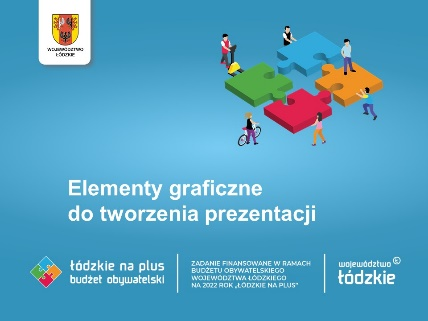 WOJEWÓDZTWO
ŁÓDZKIE
Elementy graficzne
do tworzenia prezentacji
łódzkie na plus
budżet obywatelski
ZADANIE FINANSOWANE W RAMACH
BUDŻETU OBYWATELSKIEGO
WOJEWÓDZTWA ŁÓDZKIEGO
NA 2022 ROK „ŁÓDZKIE NA PLUS”
województwo
łódzkie